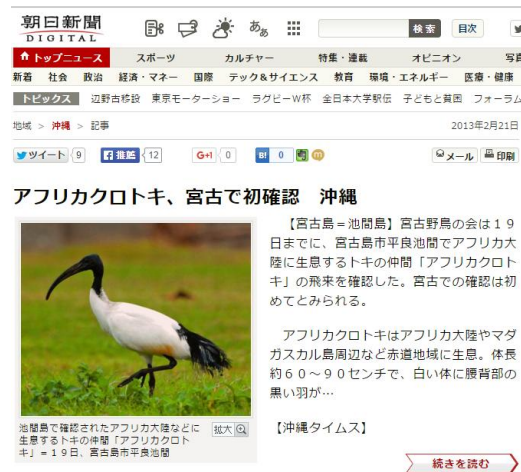 朝日新聞
DIGITAL
あぁ
検索
目次
トップニュース
スポーツ
カルチャー
特集・連載
オピニオン
写真
新着
社会
政治
経済・マネー
国際
テック&サイエンス
教育
環境・エネルギー
医療・健康
トピックス
辺野古移設
東京モーターショー
ラグビーW杯
全日本大学駅伝
子どもと貧困
フォーラム
地域 > 沖縄 > 記事
2013年2月21日
ツイート 9
推薦 12
G+1 0
B! 0
メール
印刷
アフリカクロトキ、宮古で初確認 沖縄
【宮古島=池間島】宮古野鳥の会は19
日までに、宮古島市平良池間でアフリカ大
陸に生息するトキの仲間「アフリカクロト
キ」の飛来を確認した。宮古での確認は初
めてとみられる。
アフリカクロトキはアフリカ大陸やマダ
ガスカル島周辺など赤道地域に生息。体長
約60~90センチで、白い体に腰背部の
黒い羽が…
【沖縄タイムス】
池間島で確認されたアフリカ大陸などに
生息するトキの仲間「アフリカクロト
キ」=19日、宮古島市平良池間
拡大
続きを読む